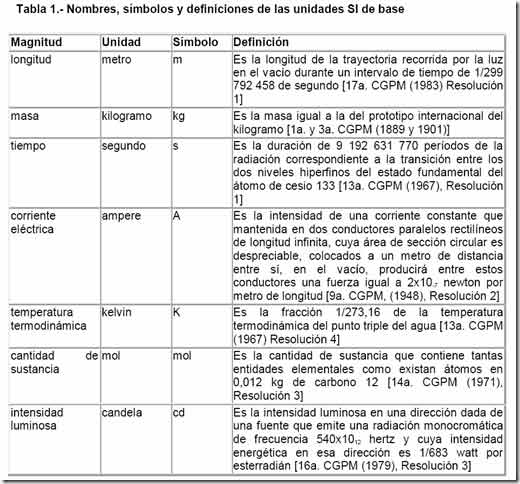 Tabla 1.- Nombres, símbolos y definiciones de las unidades SI de base
Magnitud Unidad Símbolo Definición
longitud metro m Es la longitud de la trayectoria recorrida por la luz
en el vacío durante un intervalo de tiempo de 1/299
792 458 de segundo [17a. CGPM (1983) Resolución
1]
masa kilogramo kg Es la masa igual a la del prototipo internacional del
kilogramo [1a. y 3a. CGPM (1889 y 1901)]
tiempo segundo s Es la duración de 9 192 631 770 períodos de la
radiación correspondiente a la transición entre los
dos niveles hiperfinos del estado fundamental del
átomo de cesio 133 [13a. CGPM (1967), Resolución
1]
corriente ampere A Es la intensidad de una corriente constante que
eléctrica mantenida en dos conductores paralelos rectilíneos
de longitud infinita, cuya área de sección circular es
despreciable, colocados a un metro de distancia
entre sí, en el vacío, producirá entre estos
conductores una fuerza igual a 2x10-7 newton por
metro de longitud [9a. CGPM, (1948), Resolución 2]
temperatura kelvin K Es la fracción 1/273,16 de la temperatura
termodinámica termodinámica del punto triple del agua [13a. CGPM
(1967) Resolución 4]
cantidad de mol mol Es la cantidad de sustancia que contiene tantas
sustancia entidades elementales como existan átomos en
0,012 kg de carbono 12 [14a. CGPM (1971),
Resolución 3]
intensidad candela cd Es la intensidad luminosa en una dirección dada de
luminosa una fuente que emite una radiación monocromática
de frecuencia 540x1012 hertz y cuya intensidad
energética en esa dirección es 1/683 watt por
esterradián [16a. CGPM (1979), Resolución 3]